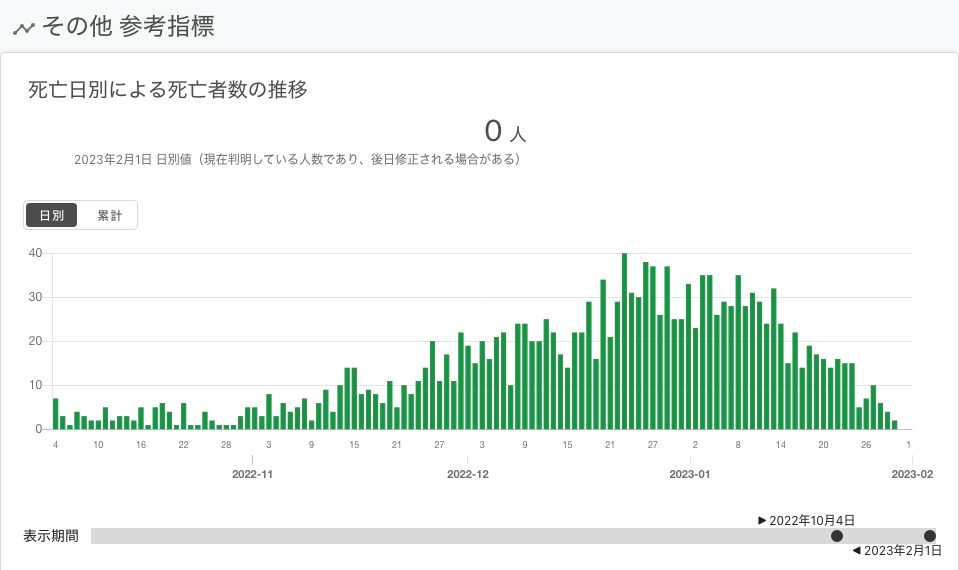 その他 参考指標
死亡日別による死亡者数の推移
0 人
2023年2月1日 日別値（現在判明している人数であり、後日修正される場合がある）
日別 累計
40
30
20
10
0
4 10 16 22 28 3 9 15 21 27 3 9 15 21 27 2 8 14 20 26 1
2022-11 2022-12 2023-01 2023-02
▶ 2022年10月4日
表示期間
◀ 2023年2月1日